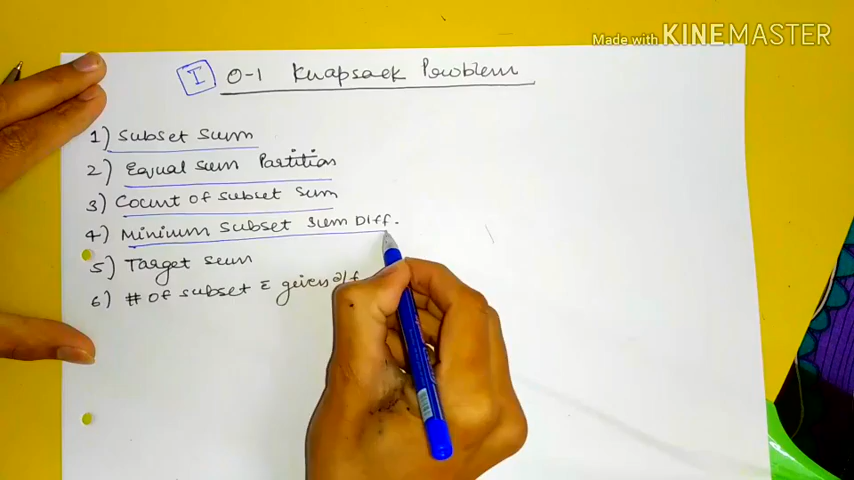 Made with KINEMASTER
I 0-1 Knapsack Problem
1) Subset sum
2) Equal sum Partition
3) Count of subset sum
4) Minimum subset sum Diff.
5) Target sum
6) # of subset & given diff